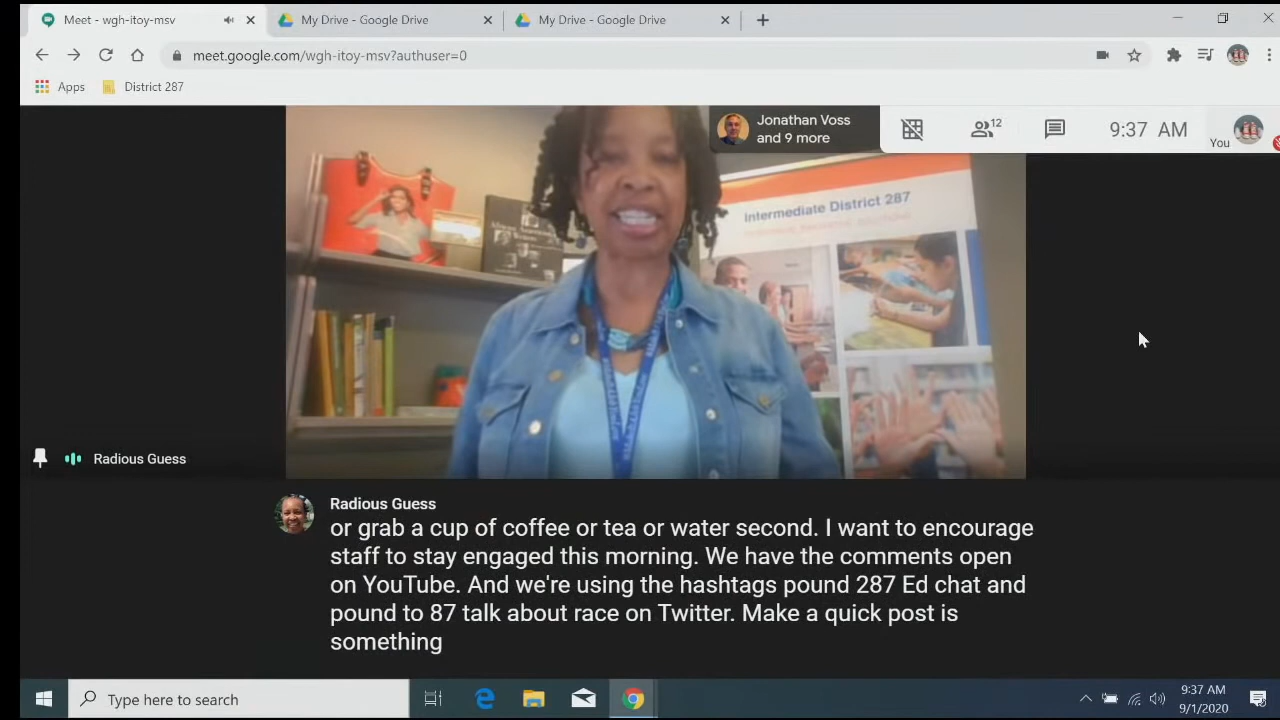 Meet - wgh-itoy-msv
My Drive - Google Drive
My Drive - Google Drive
meet.google.com/wgh-itoy-msv?authuser=0
Apps
District 287
Jonathan Voss
and 9 more
12
9:37 AM
You
Intermediate District 287
Radious Guess
Radious Guess
or grab a cup of coffee or tea or water second. I want to encourage
staff to stay engaged this morning. We have the comments open
on YouTube. And we're using the hashtags pound 287 Ed chat and
pound to 87 talk about race on Twitter. Make a quick post is
something
Type here to search
9:37 AM
9/1/2020